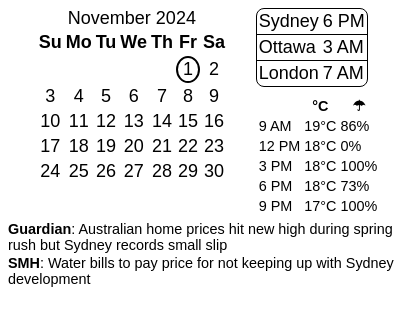 November 2024
Su Mo Tu We Th Fr Sa
1 2
3 4 5 6 7 8 9
10 11 12 13 14 15 16
17 18 19 20 21 22 23
24 25 26 27 28 29 30
Sydney 6 PM
Ottawa 3 AM
London 7 AM
°C ☂
9 AM 19°C 86%
12 PM 18°C 0%
3 PM 18°C 100%
6 PM 18°C 73%
9 PM 17°C 100%
Guardian: Australian home prices hit new high during spring
rush but Sydney records small slip
SMH: Water bills to pay price for not keeping up with Sydney
development